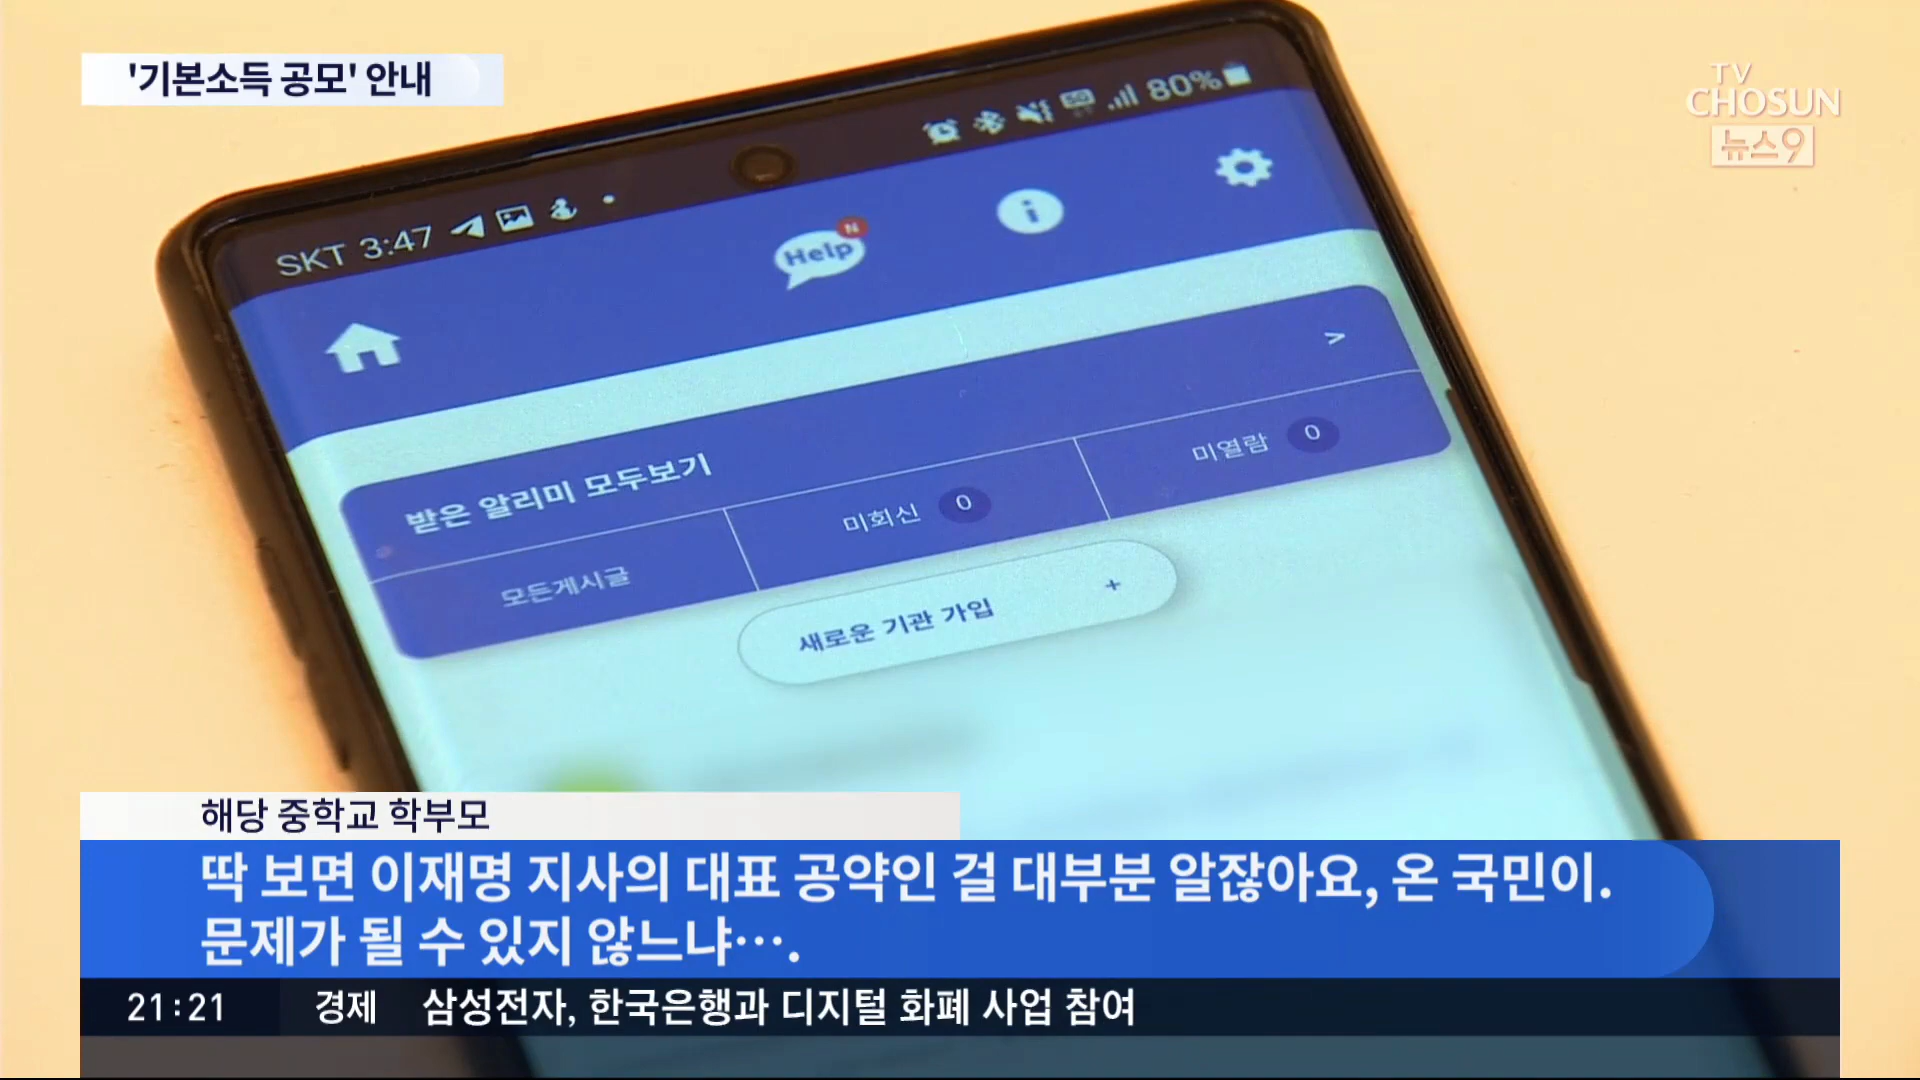 '기본소득 공모' 안내
TV
CHOSUN
뉴스9
SKT 3:47
80%
Help
N
받은 알리미 모두보기
>
모든게시글
미회신 0
미열람 0
새로운 기관 가입 +
해당 중학교 학부모
딱 보면 이재명 지사의 대표 공약인 걸 대부분 알잖아요, 온 국민이.
문제가 될 수 있지 않느냐….
21:21 경제 삼성전자, 한국은행과 디지털 화폐 사업 참여